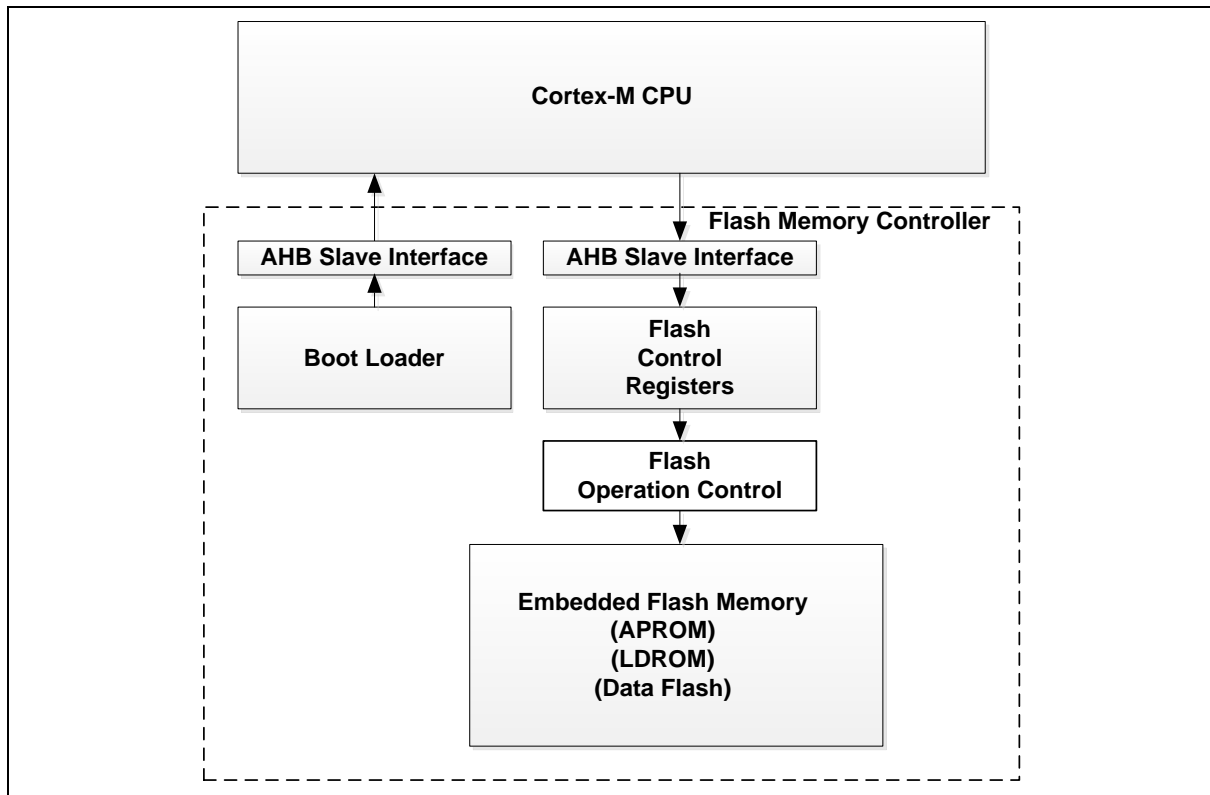 Cortex-M CPU
Flash Memory Controller
AHB Slave Interface
AHB Slave Interface
Boot Loader
Flash
Control
Registers
Flash
Operation Control
Embedded Flash Memory
(APROM)
(LDROM)
(Data Flash)